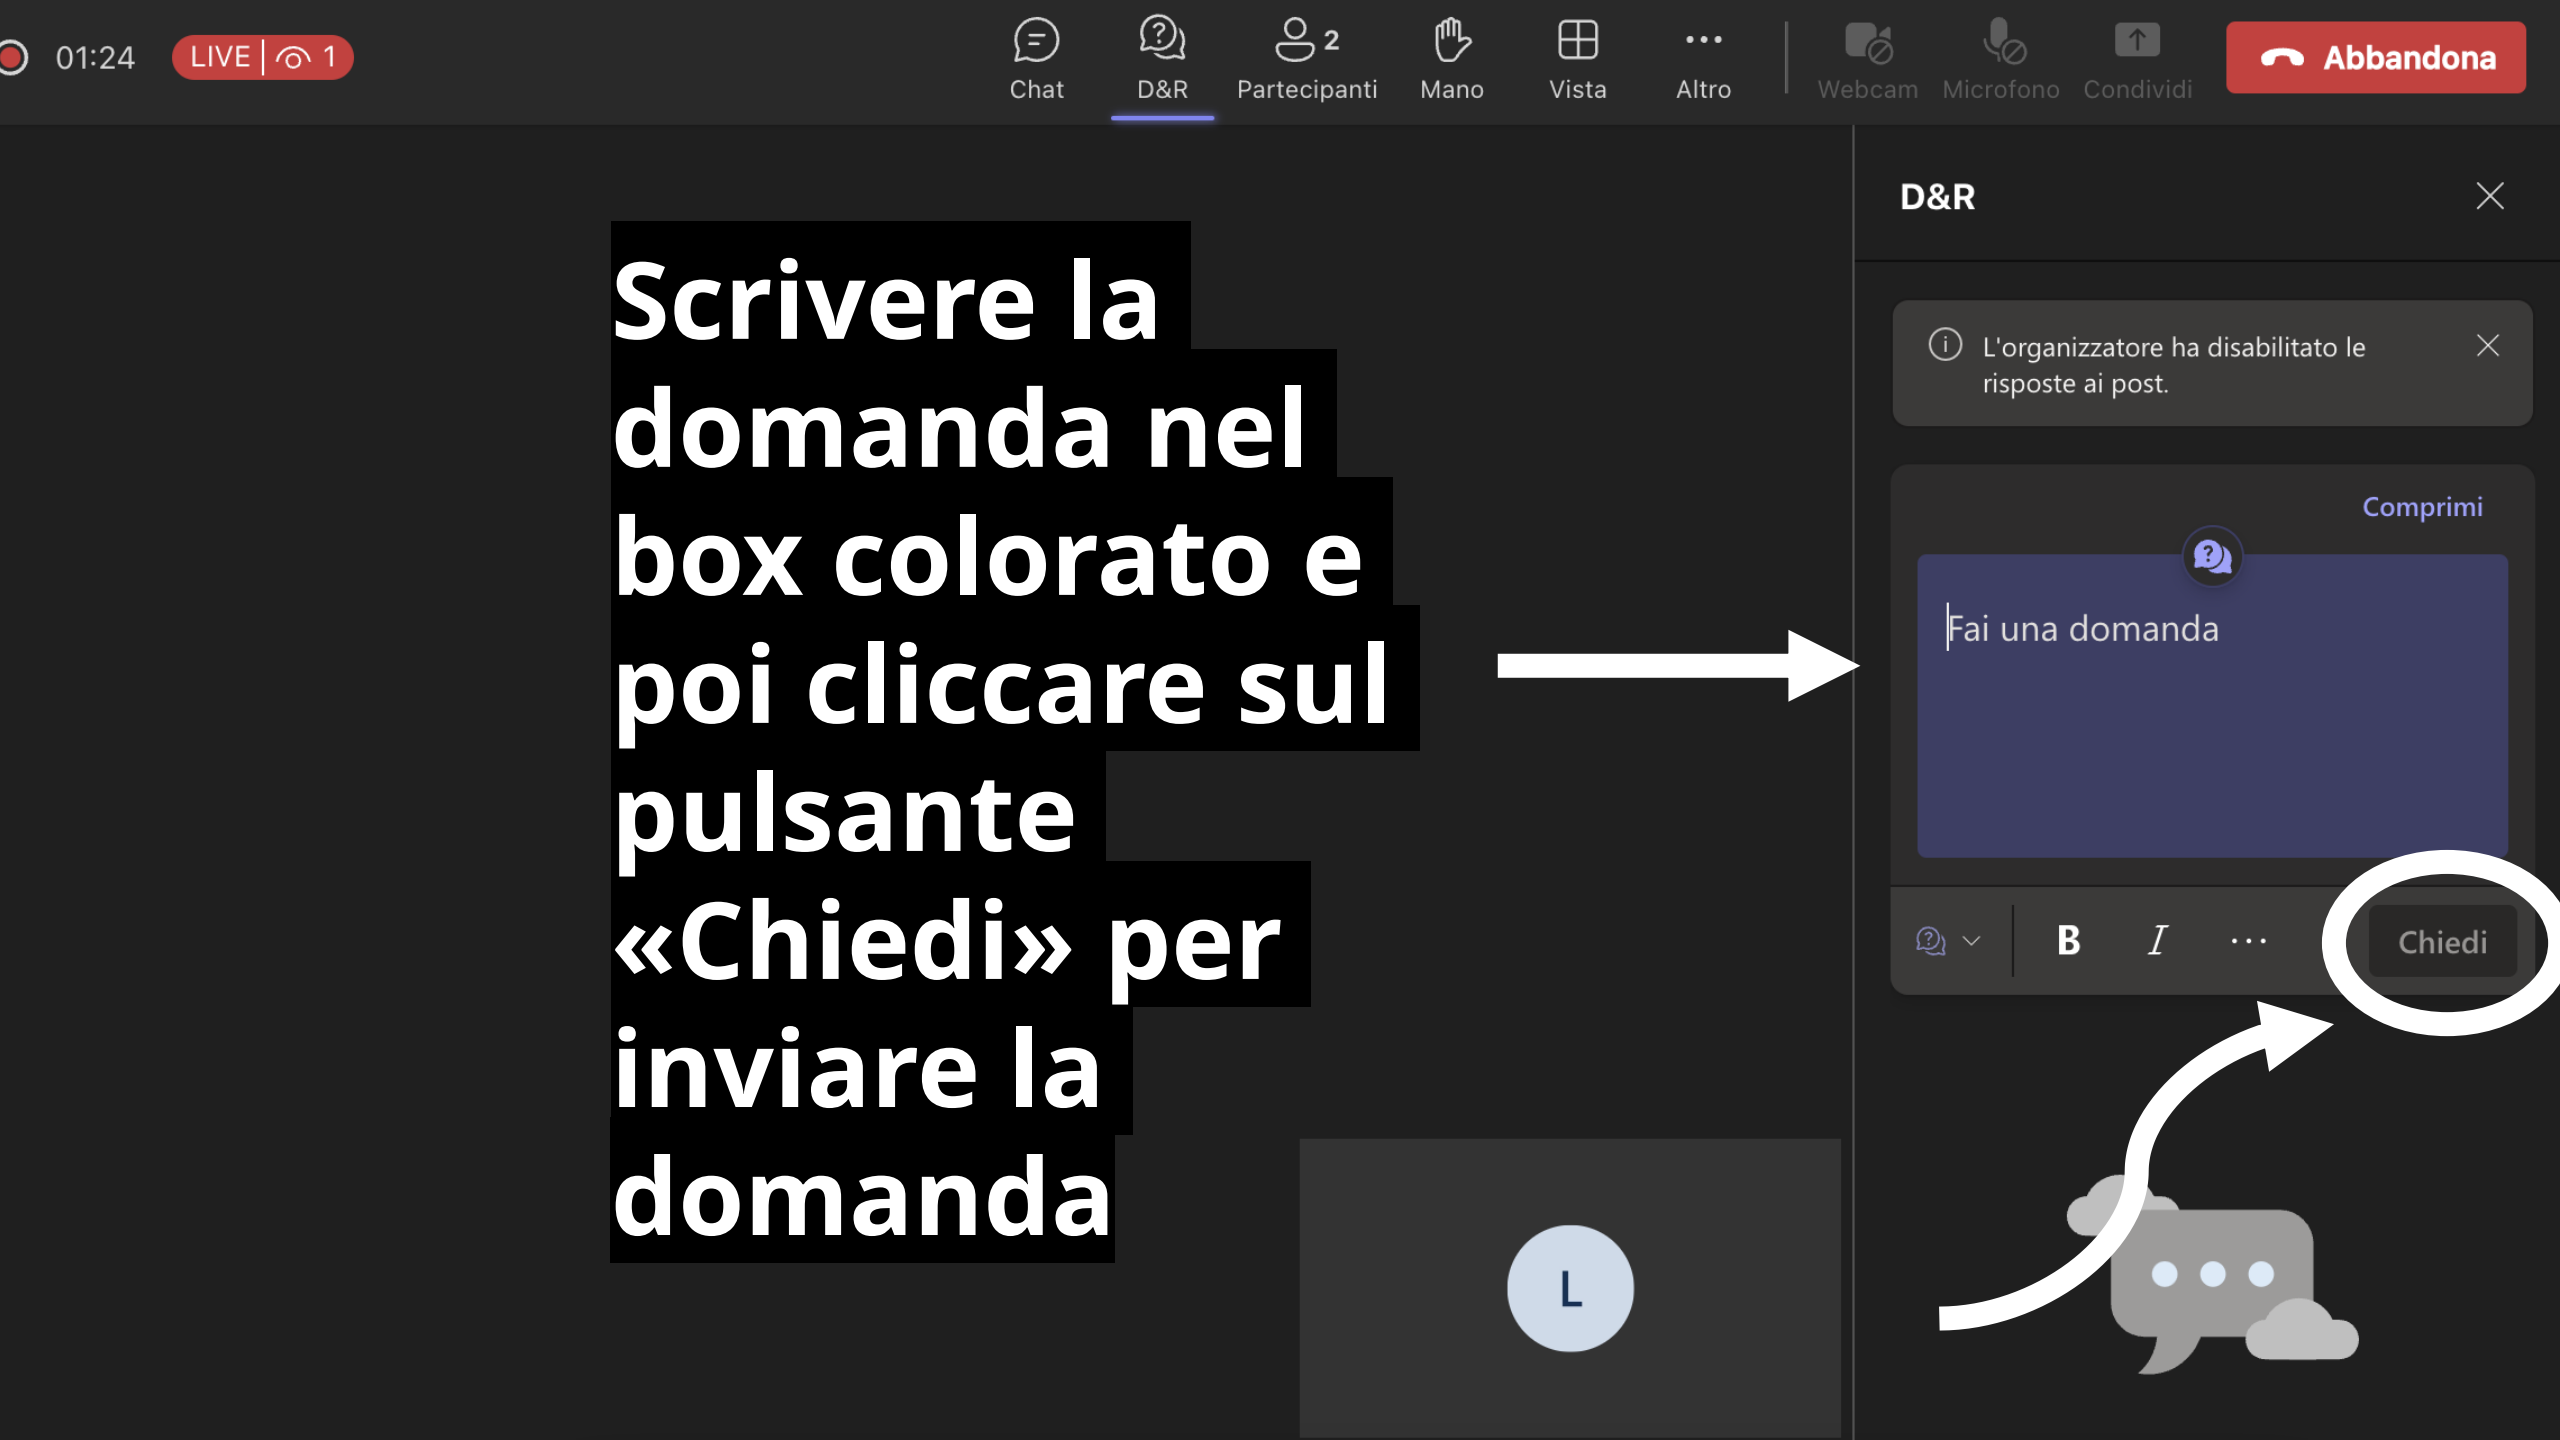 01:24
LIVE | 1
Chat
D&R
Partecipanti 2
Mano
Vista
Altro
Webcam
Microfono
Condividi
Abbandona
D&R
L'organizzatore ha disabilitato le
risposte ai post.
Comprimi
Fai una domanda
B I ... Chiedi
Scrivere la
domanda nel
box colorato e
poi cliccare sul
pulsante
«Chiedi» per
inviare la
domanda
L